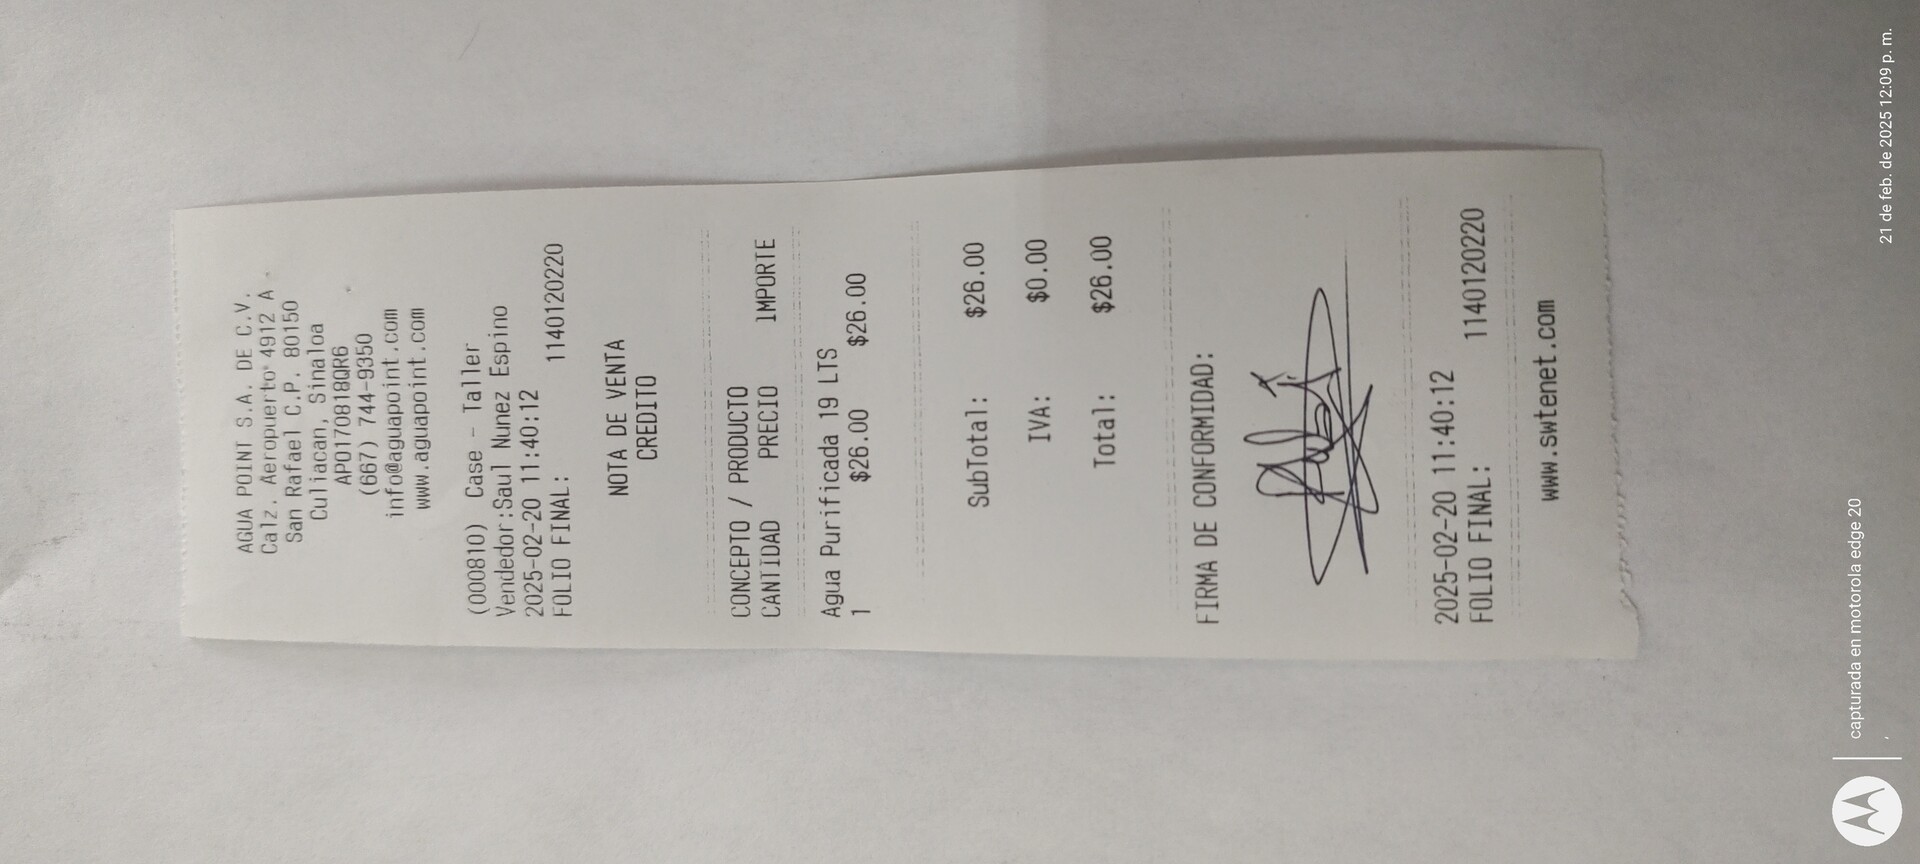 AGUA POINT S.A. DE C.V.
Calz. Aeropuerto 4912 A
San Rafael C.P. 80150
Culiacan, Sinaloa
APO170818QR6
(667) 744-9350
info@aguapoint.com
www.aguapoint.com
(000810) Case - Taller
Vendedor:Saul Nunez Espino
2025-02-20 11:40:12
FOLIO FINAL: 1140120220
NOTA DE VENTA
CREDITO
CONCEPTO / PRODUCTO
CANTIDAD PRECIO IMPORTE
Agua Purificada 19 LTS
1 $26.00 $26.00
SubTotal: $26.00
IVA: $0.00
Total: $26.00
FIRMA DE CONFORMIDAD:
2025-02-20 11:40:12
FOLIO FINAL: 1140120220
www.swtenet.com
capturada en motorola edge 20
21 de feb. de 2025 12:09 p. m.